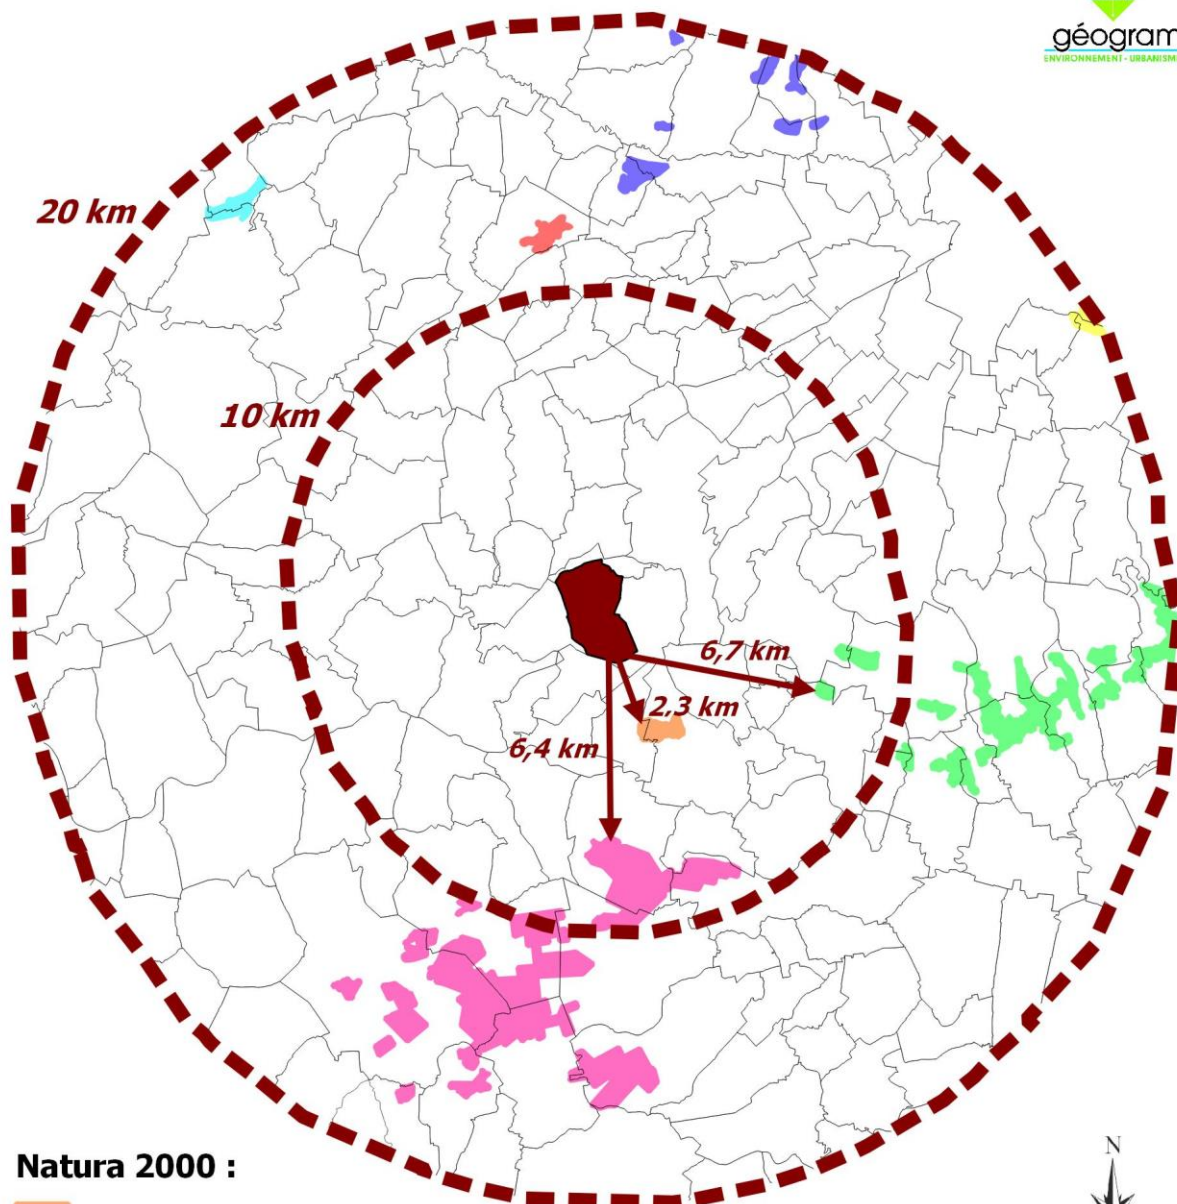 géogram
ENVIRONNEMENT - URBANISME
20 km
10 km
6,7 km
2,3 km
6,4 km
Natura 2000 :
N